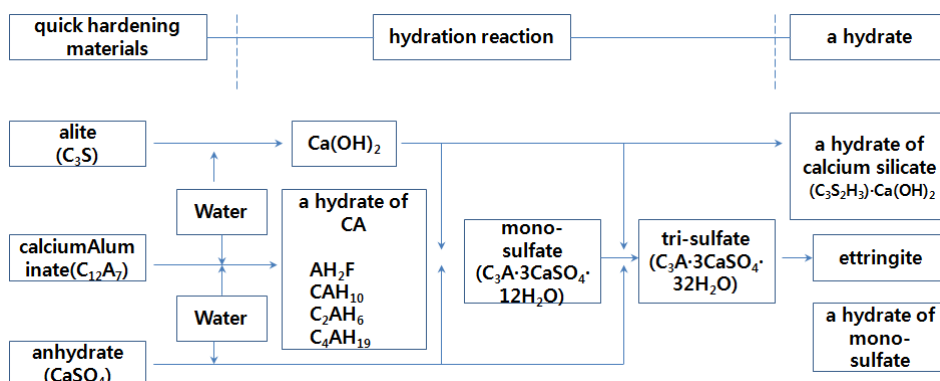 quick hardening
materials
hydration reaction
a hydrate
alite
(C₃S)
Ca(OH)₂
a hydrate of
calcium silicate
(C₃S₂H₃)·Ca(OH)₂
Water
a hydrate of
CA
AH₂F
CAH₁₀
C₂AH₆
C₄AH₁₉
mono-
sulfate
(C₃A·3CaSO₄·
12H₂O)
tri-sulfate
(C₃A·3CaSO₄·
32H₂O)
calciumAlum
inate(C₁₂A₇)
ettringite
Water
a hydrate of
mono-
sulfate
anhydrate
(CaSO₄)